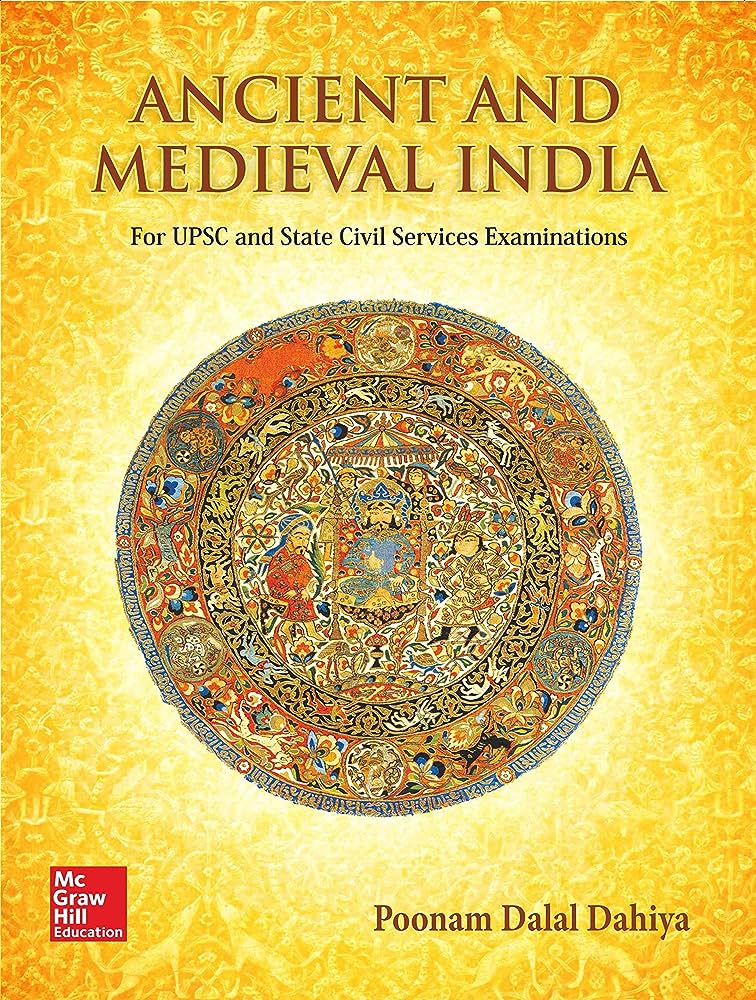 ANCIENT AND
MEDIEVAL INDIA
For UPSC and State Civil Services Examinations
Mc
Graw
Hill
Education
Poonam Dalal Dahiya